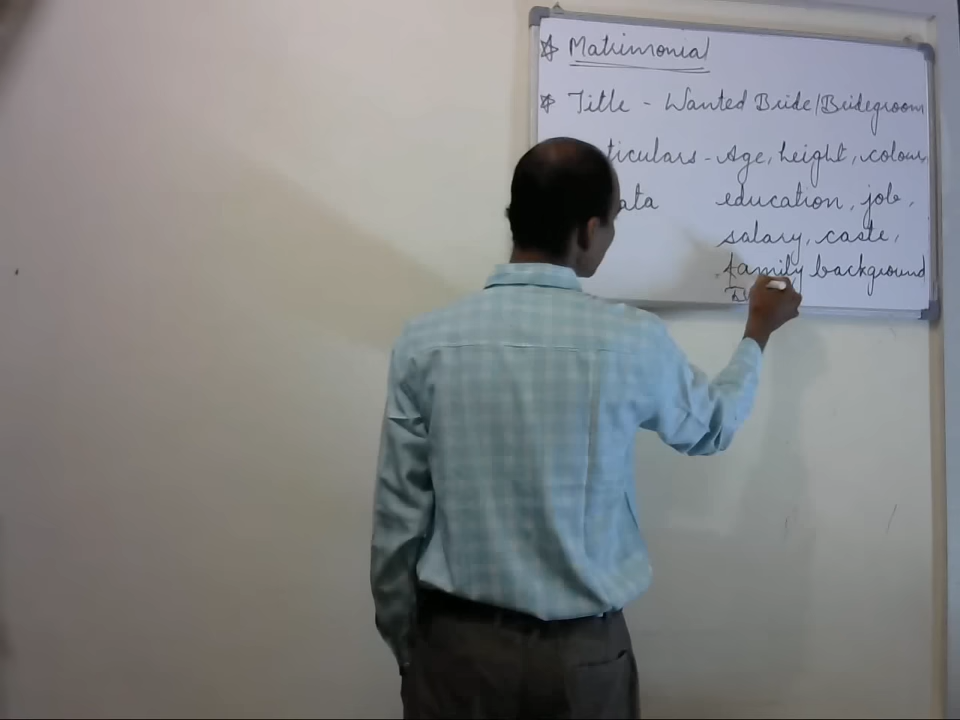 ☆ Matrimonial
☆ Title - Wanted Bride/Bridegroom
ticulars - Age, height, colour,
ata education, job,
salary, caste,
family background